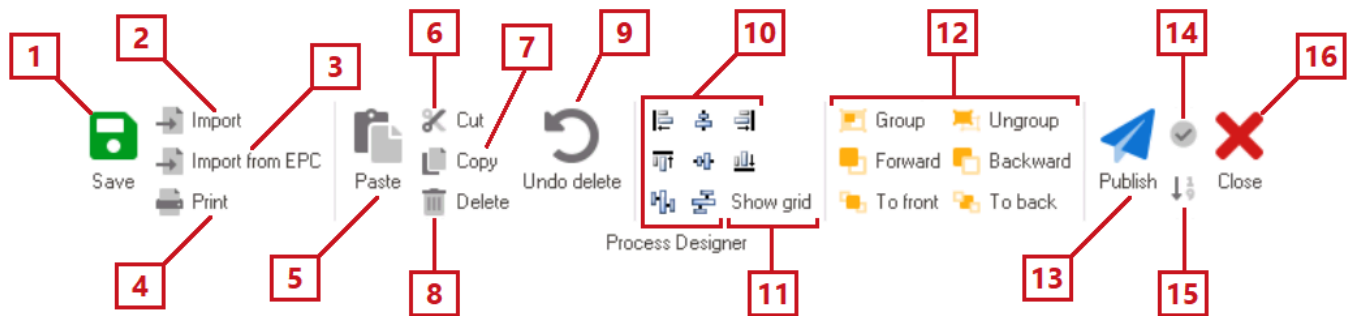 1
2
3
4
5
6
7
8
9
10
11
12
13
14
15
16
Save
Import
Import from EPC
Print
Paste
Cut
Copy
Delete
Undo delete
Show grid
Process Designer
Group
Ungroup
Forward
Backward
To front
To back
Publish
1
9
Close